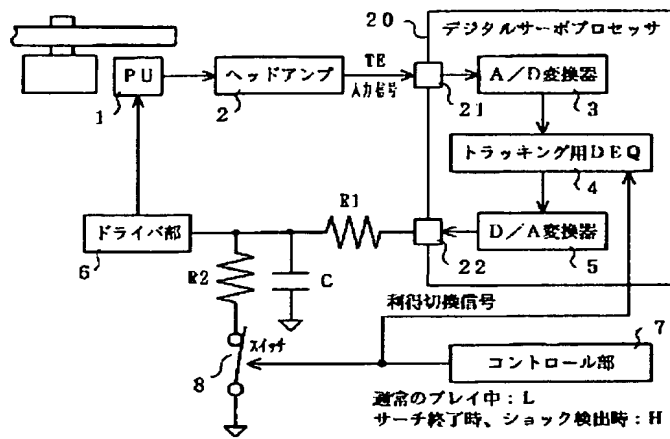 20
デジタルサーボプロセッサ
PU
1
ヘッドアンプ
2
TE
入力信号
21
A/D変換器
3
トラッキング用DEQ
4
D/A変換器
5
22
R1
ドライバ部
6
R2
C
スイッチ
8
利得切換信号
7
コントロール部
通常のプレイ中:L
サーチ終了時、ショック検出時:H